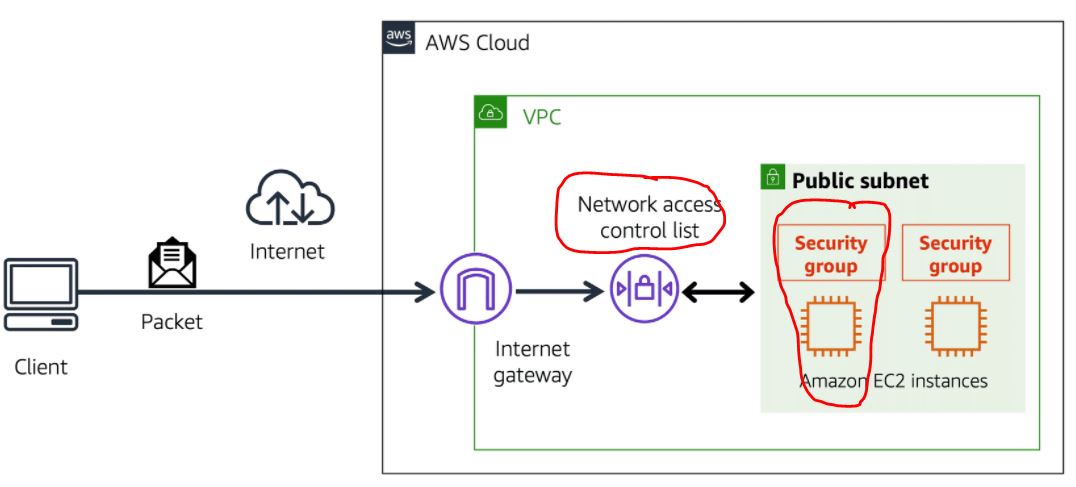 aws
AWS Cloud
VPC
Network access
control list
Public subnet
Security
group
Security
group
Internet
Packet
Client
Internet
gateway
Amazon EC2 instances